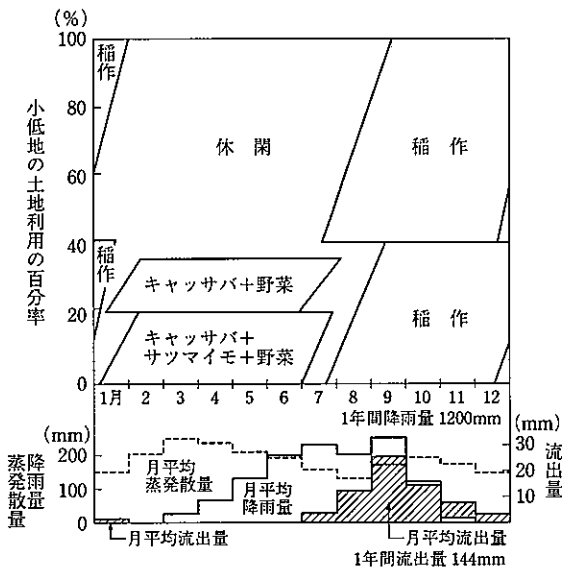 (%)
100
80
60
40
20
0
小低地の土地利用の百分率
稲作
休閑
稲作
稲作
キャッサバ+野菜
キャッサバ+
サツマイモ+野菜
稲作
1月 2 3 4 5 6 7 8 9 10 11 12
1年間降雨量 1200mm
(mm)
200
100
0
降雨量
蒸発散量
月平均
蒸発散量
月平均
降雨量
(mm)
30
20
10
流出量
月平均流出量
月平均流出量
1年間流出量 144mm